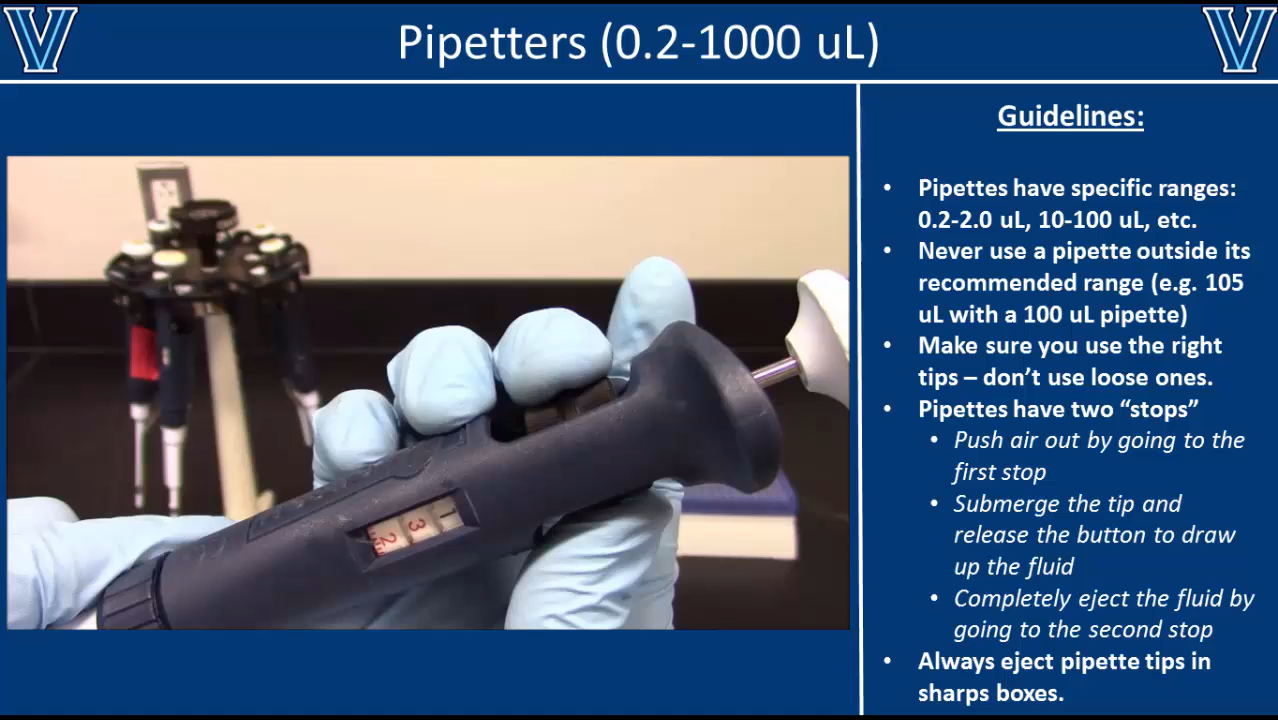 Pipetters (0.2-1000 uL)
Guidelines:
• Pipettes have specific ranges:
0.2-2.0 uL, 10-100 uL, etc.
• Never use a pipette outside its
recommended range (e.g. 105
uL with a 100 uL pipette)
• Make sure you use the right
tips – don’t use loose ones.
• Pipettes have two “stops”
• Push air out by going to the
first stop
• Submerge the tip and
release the button to draw
up the fluid
• Completely eject the fluid by
going to the second stop
• Always eject pipette tips in
sharps boxes.
V
V
1
3
2